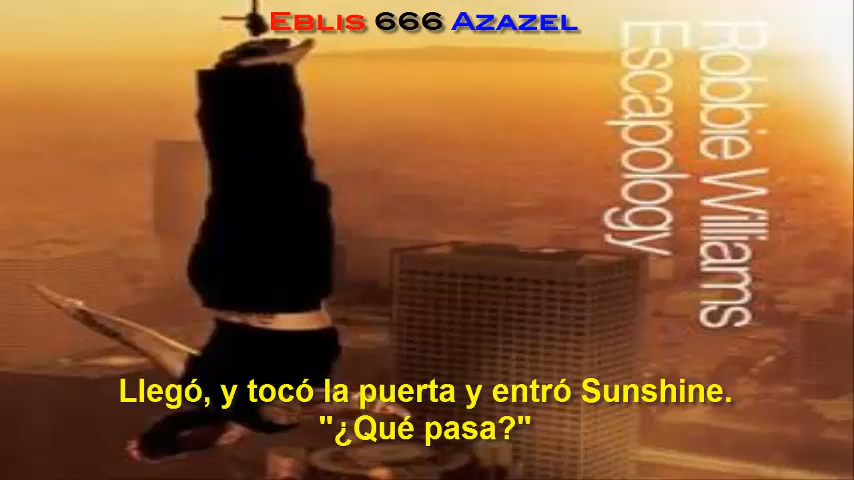 Eblis 666 Azazel
Robbie Williams
Escapology
Llegó, y tocó la puerta y entró Sunshine.
"¿Qué pasa?"